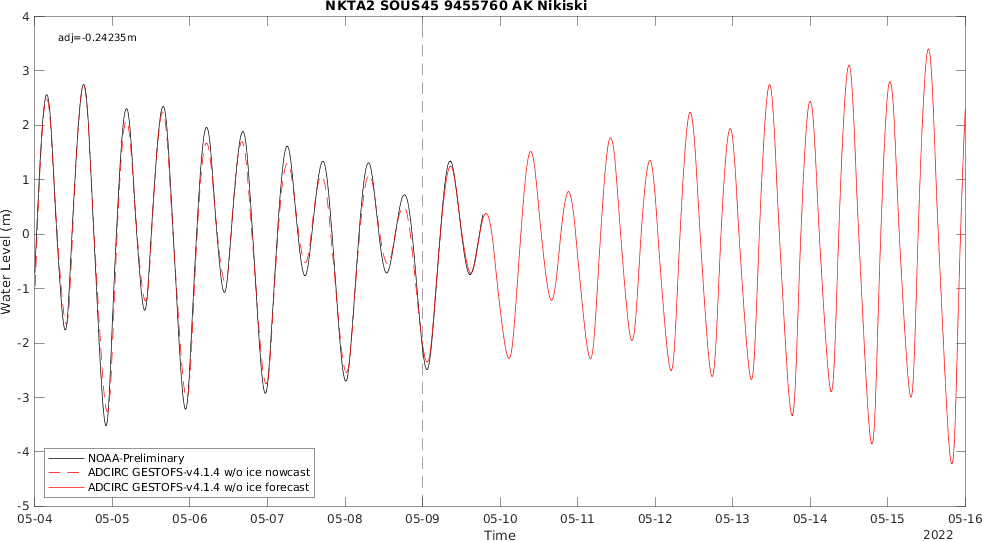 NKTA2 SOUS45 9455760 AK Nikiski
adj=-0.24235m
4
3
2
1
0
-1
-2
-3
-4
-5
Water Level (m)
NOAA-Preliminary
ADCIRC GESTOFS-v4.1.4 w/o ice nowcast
ADCIRC GESTOFS-v4.1.4 w/o ice forecast
05-04 05-05 05-06 05-07 05-08 05-09 05-10 05-11 05-12 05-13 05-14 05-15 05-16
Time
2022